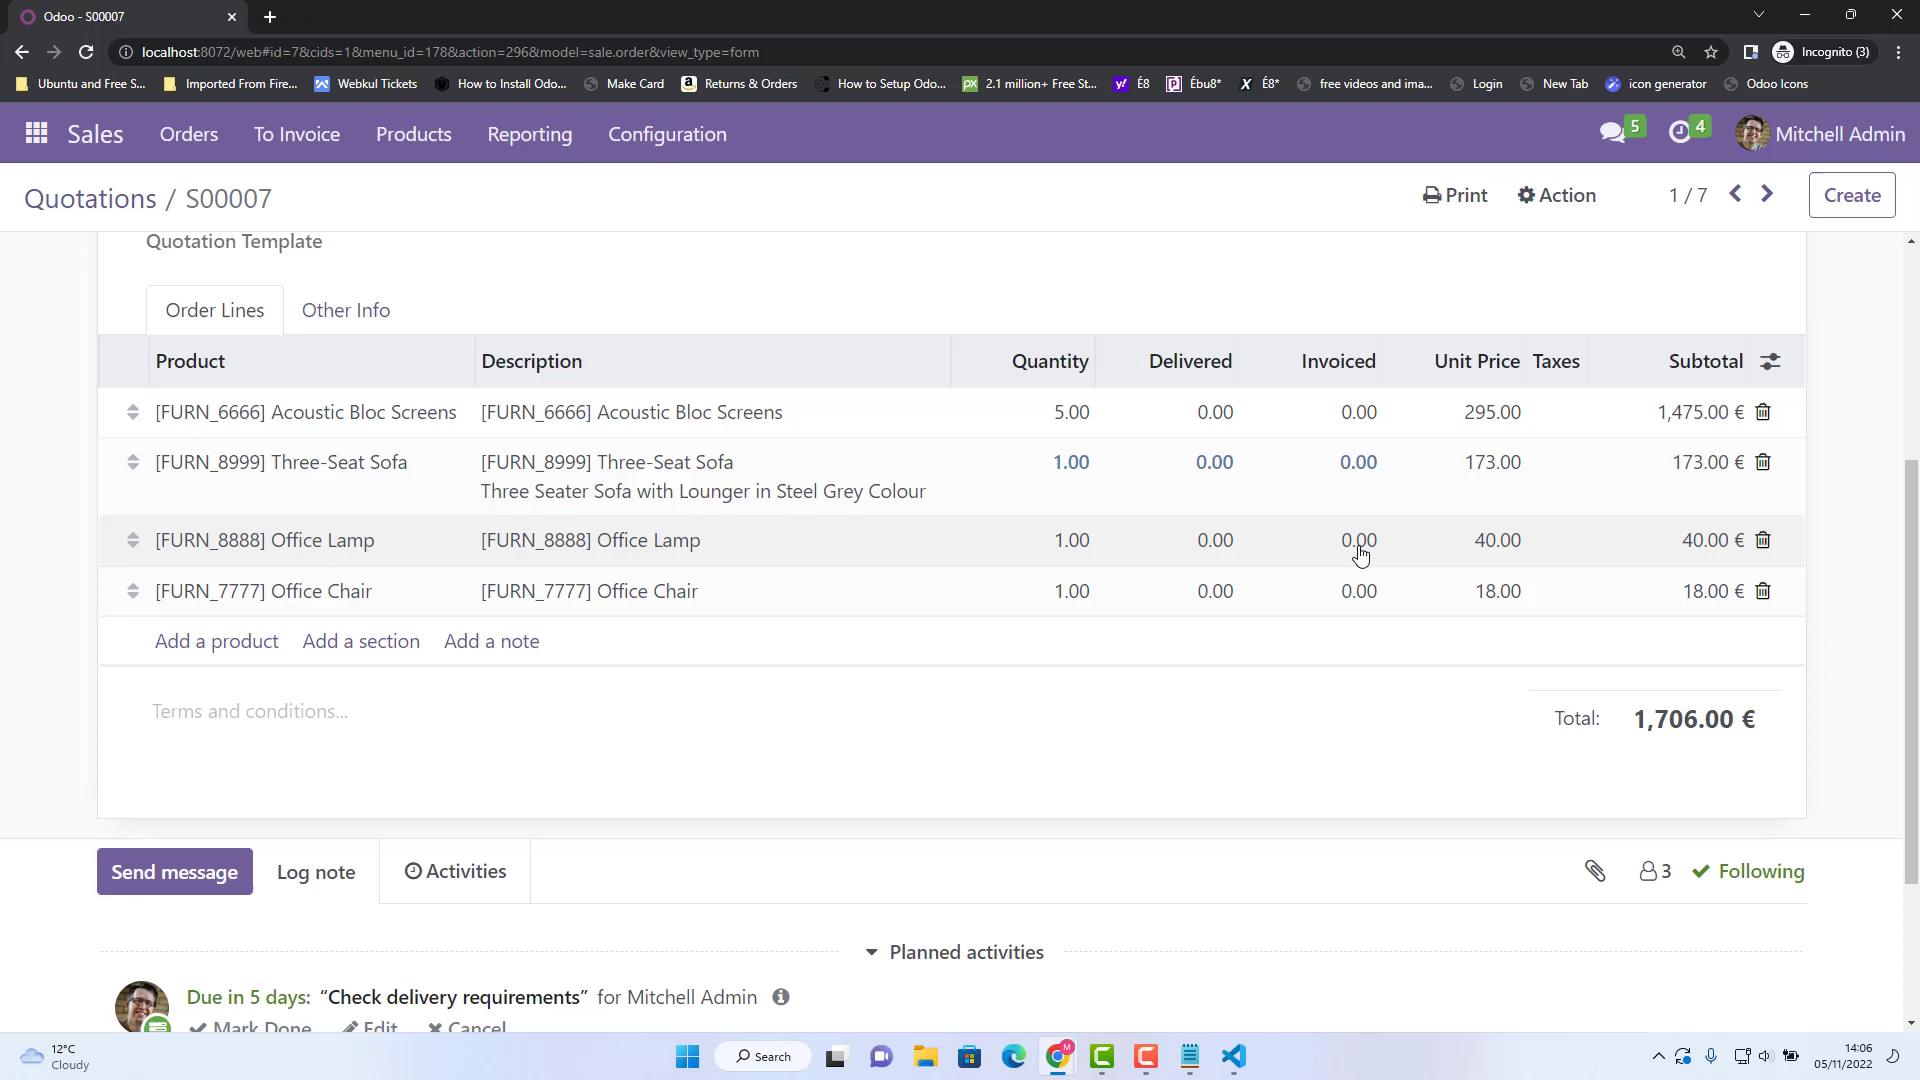 Odoo - S00007
localhost:8072/web#id=7&cids=1&menu_id=178&action=296&model=sale.order&view_type=form
Incognito (3)
Ubuntu and Free S... Imported From Fire... Webkul Tickets How to Install Odoo... Make Card Returns & Orders How to Setup Odoo... 2.1 million+ Free St... É8 Ébu8* É8* free videos and ima... Login New Tab icon generator Odoo Icons
Sales Orders To Invoice Products Reporting Configuration 5 4 Mitchell Admin
Quotations / S00007 Print Action 1 / 7 Create
Quotation Template
Order Lines Other Info
Product Description Quantity Delivered Invoiced Unit Price Taxes Subtotal
[FURN_6666] Acoustic Bloc Screens [FURN_6666] Acoustic Bloc Screens 5.00 0.00 0.00 295.00 1,475.00 €
[FURN_8999] Three-Seat Sofa [FURN_8999] Three-Seat Sofa 1.00 0.00 0.00 173.00 173.00 €
Three Seater Sofa with Lounger in Steel Grey Colour
[FURN_8888] Office Lamp [FURN_8888] Office Lamp 1.00 0.00 0.00 40.00 40.00 €
[FURN_7777] Office Chair [FURN_7777] Office Chair 1.00 0.00 0.00 18.00 18.00 €
Add a product Add a section Add a note
Terms and conditions... Total: 1,706.00 €
Send message Log note Activities 3 Following
Planned activities
Due in 5 days: “Check delivery requirements” for Mitchell Admin
Mark Done Edit Cancel
12°C
Cloudy
Search
M
14:06
05/11/2022